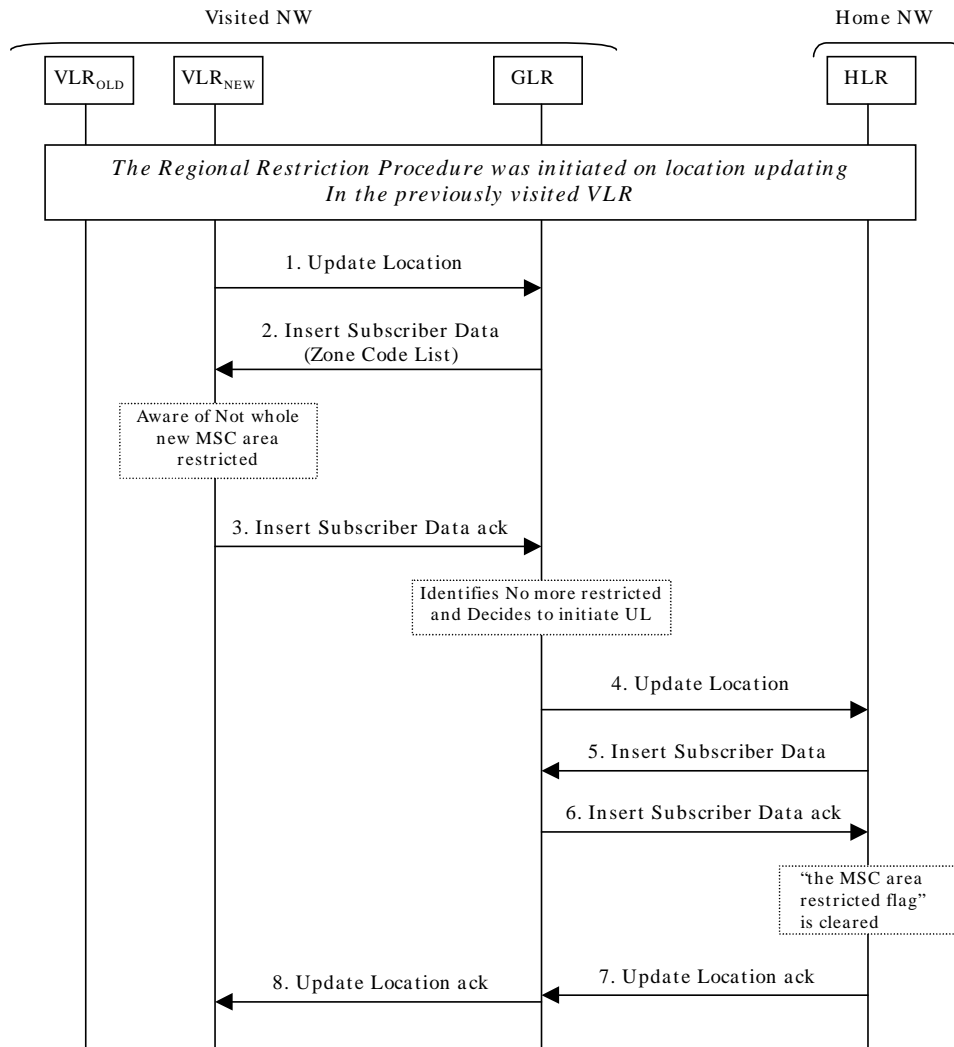 Visited NW
Home NW
VLR_OLD
VLR_NEW
GLR
HLR
The Regional Restriction Procedure was initiated on location updating
In the previously visited VLR
1. Update Location
2. Insert Subscriber Data
(Zone Code List)
Aware of Not whole
new MSC area
restricted
3. Insert Subscriber Data ack
Identifies No more restricted
and Decides to initiate UL
4. Update Location
5. Insert Subscriber Data
6. Insert Subscriber Data ack
“the MSC area
restricted flag”
is cleared
7. Update Location ack
8. Update Location ack